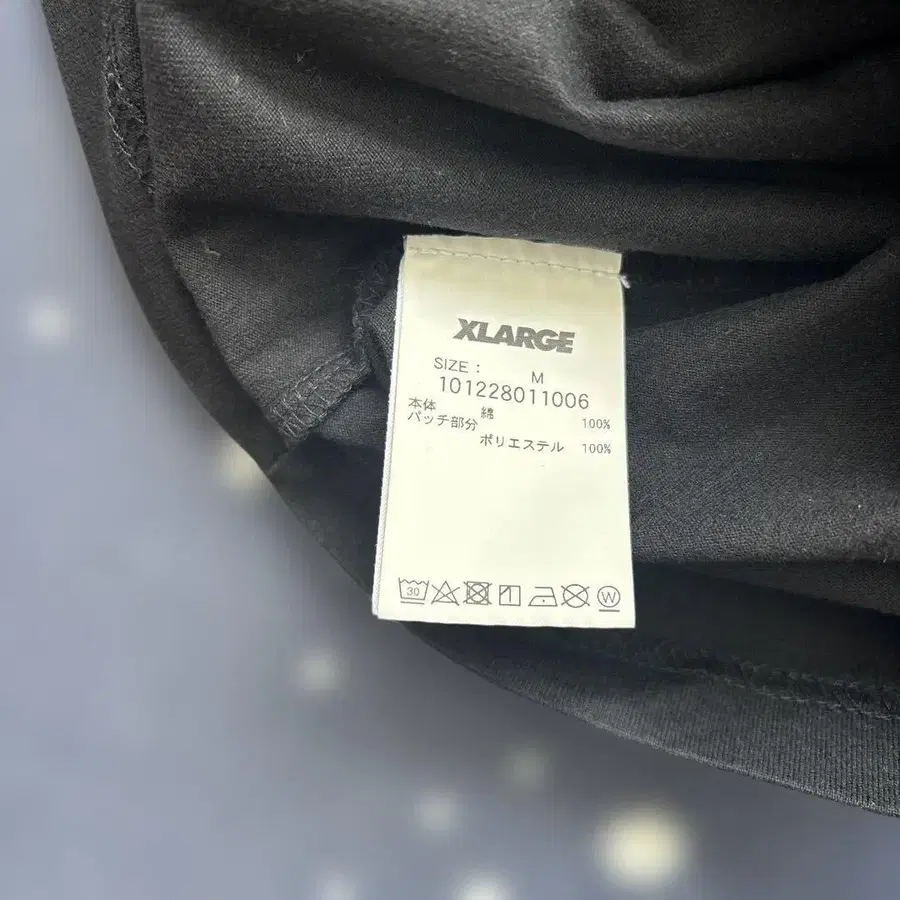 XLARGE
SIZE : M
101228011006
本体 綿 100%
パッチ部分 ポリエステル 100%
30 W